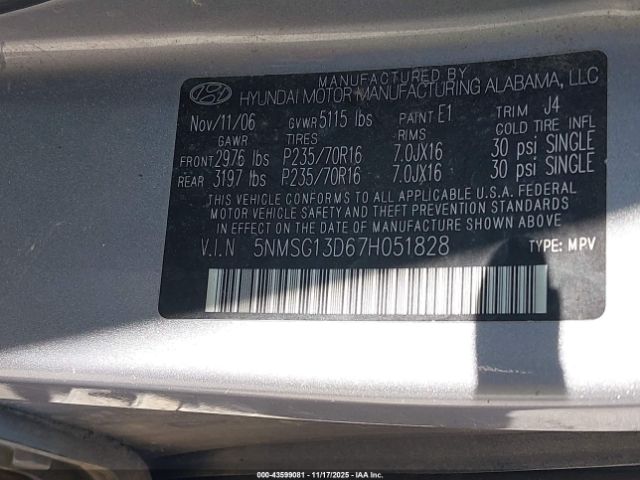 MANUFACTURED BY
HYUNDAI MOTOR MANUFACTURING ALABAMA, LLC
Nov/11/06 GVWR 5115 lbs PAINT E1 TRIM J4
GAWR TIRES RIMS COLD TIRE INFL
FRONT 2976 lbs P235/70R16 7.0JX16 30 psi SINGLE
REAR 3197 lbs P235/70R16 7.0JX16 30 psi SINGLE
THIS VEHICLE CONFORMS TO ALL APPLICABLE U.S.A. FEDERAL
MOTOR VEHICLE SAFETY AND THEFT PREVENTION STANDARDS
IN EFFECT ON THE DATE OF MANUFACTURE SHOWN ABOVE
V.I.N 5NMSG13D67H051828 TYPE: MPV
000-43599081 - 11/17/2025 - IAAI.com